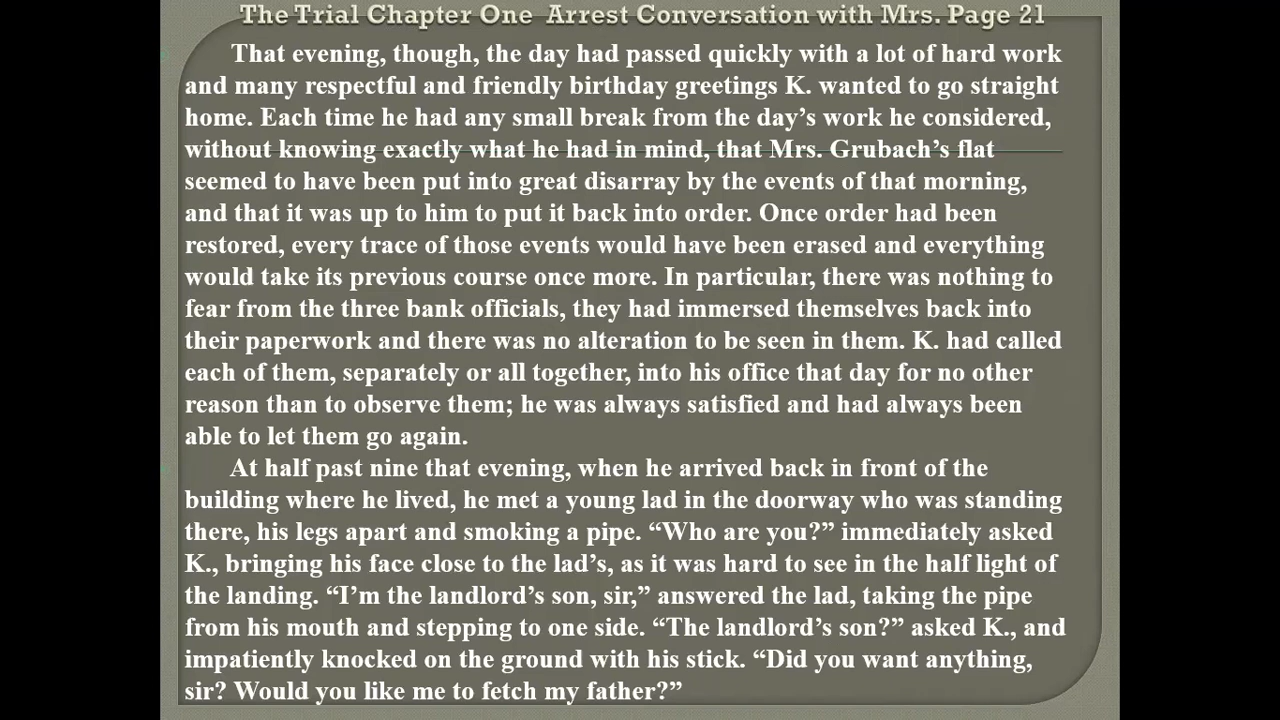 The Trial Chapter One Arrest Conversation with Mrs. Page 21
That evening, though, the day had passed quickly with a lot of hard work
and many respectful and friendly birthday greetings K. wanted to go straight
home. Each time he had any small break from the day’s work he considered,
without knowing exactly what he had in mind, that Mrs. Grubach’s flat
seemed to have been put into great disarray by the events of that morning,
and that it was up to him to put it back into order. Once order had been
restored, every trace of those events would have been erased and everything
would take its previous course once more. In particular, there was nothing to
fear from the three bank officials, they had immersed themselves back into
their paperwork and there was no alteration to be seen in them. K. had called
each of them, separately or all together, into his office that day for no other
reason than to observe them; he was always satisfied and had always been
able to let them go again.
At half past nine that evening, when he arrived back in front of the
building where he lived, he met a young lad in the doorway who was standing
there, his legs apart and smoking a pipe. “Who are you?” immediately asked
K., bringing his face close to the lad’s, as it was hard to see in the half light of
the landing. “I’m the landlord’s son, sir,” answered the lad, taking the pipe
from his mouth and stepping to one side. “The landlord’s son?” asked K., and
impatiently knocked on the ground with his stick. “Did you want anything,
sir? Would you like me to fetch my father?”